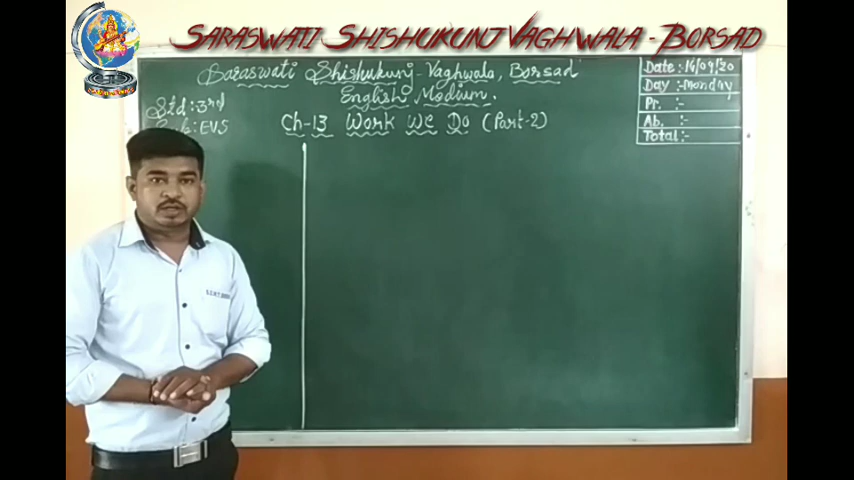 SARASWATI SHISHUKUNJ VAGHWALA - BORSAD
Saraswati Shishukunj-Vaghwala, Borsad
English Medium.
Std : 3rd
: EVS
Ch-13 Work We Do (Part-2)
Date :-14/09/20
Day :-Monday
Pr. :-
Ab. :-
Total:-